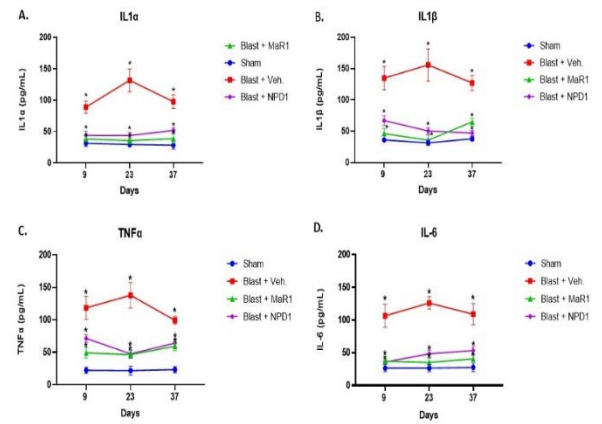 A.
IL1α
IL1α (pg/mL)
200
150
100
50
0
9 23 37
Days
Blast + MaR1
Sham
Blast + Veh.
Blast + NPD1
B.
IL1β
IL1β (pg/mL)
200
150
100
50
0
9 23 37
Days
Sham
Blast + Veh.
Blast + MaR1
Blast + NPD1
C.
TNFα
TNFα (pg/mL)
200
150
100
50
0
9 23 37
Days
Sham
Blast + Veh.
Blast + MaR1
Blast + NPD1
D.
IL-6
IL-6 (pg/mL)
200
150
100
50
0
9 23 37
Days
Sham
Blast + Veh.
Blast + MaR1
Blast + NPD1